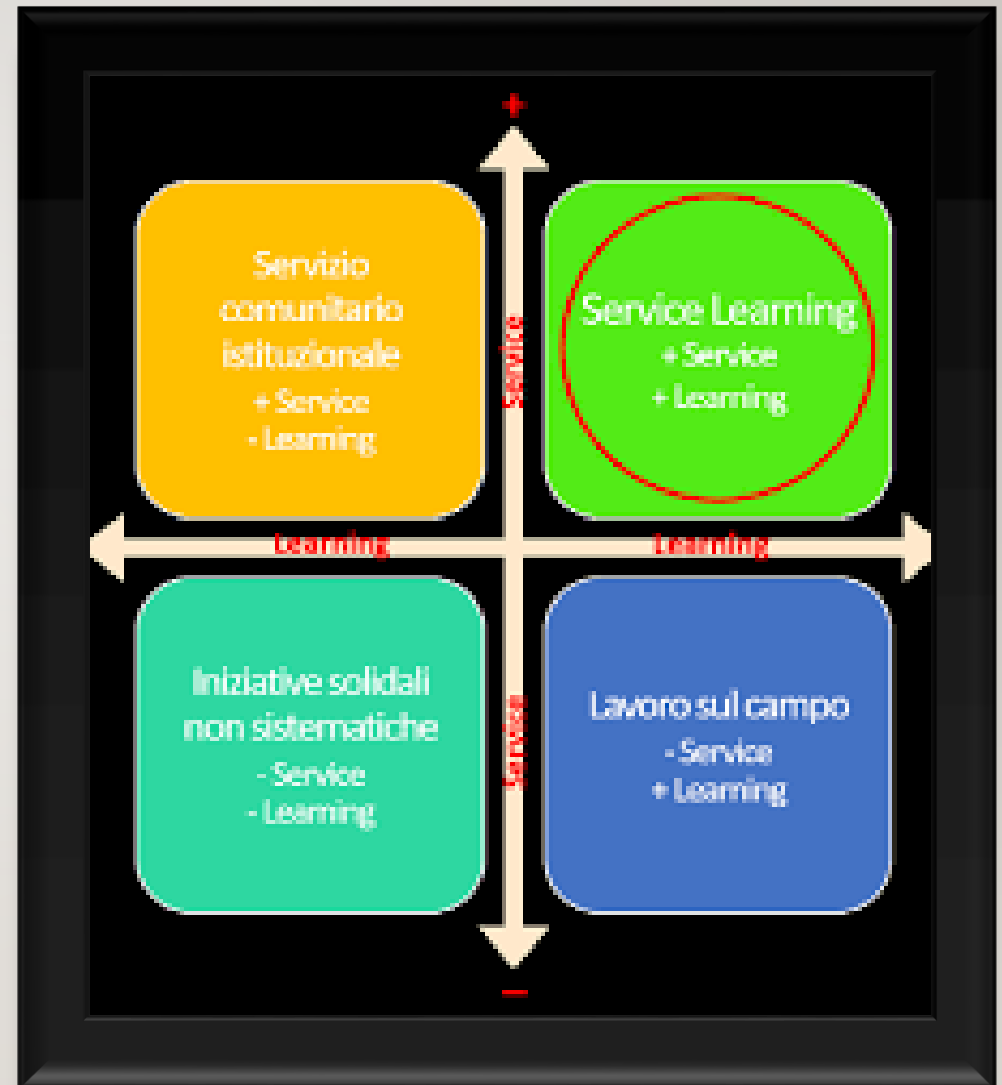 +
Servizio
comunitario
istituzionale
+ Service
- Learning
Service
Service Learning
+ Service
+ Learning
Learning
Learning
Iniziative solidali
non sistematiche
- Service
- Learning
Service
Lavoro sul campo
- Service
+ Learning
–